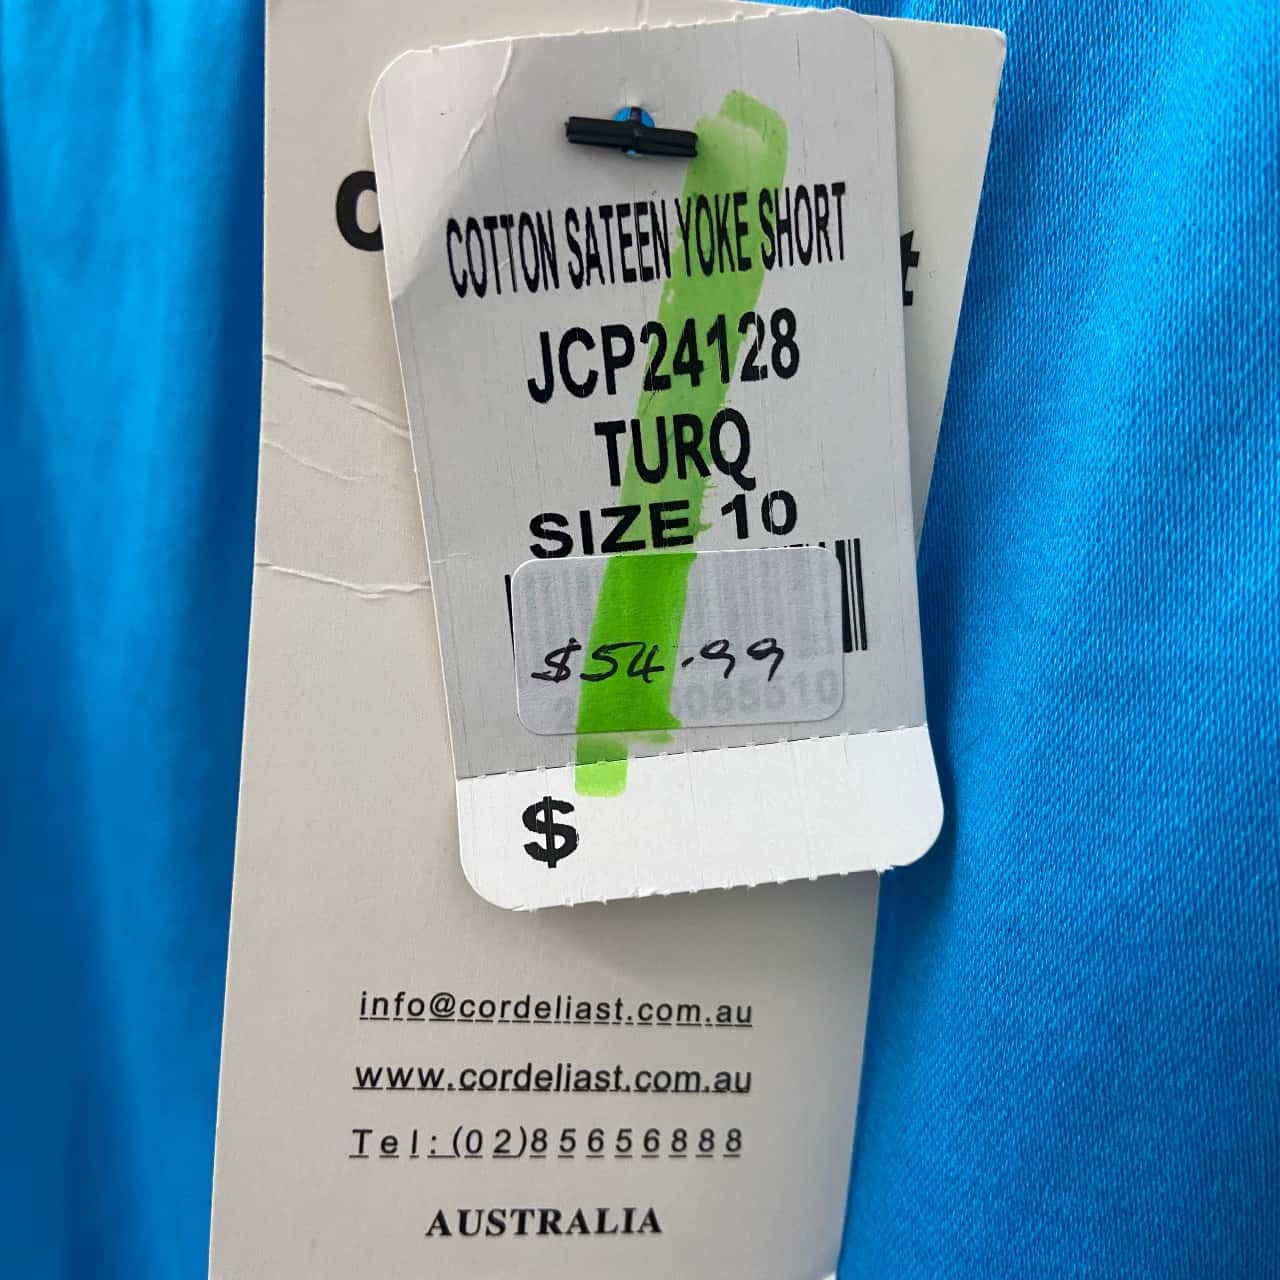 COTTON SATEEN YOKE SHORT
JCP24128
TURQ
SIZE 10
$54.99
$
info@cordeliast.com.au
www.cordeliast.com.au
Tel:(02)85656888
AUSTRALIA